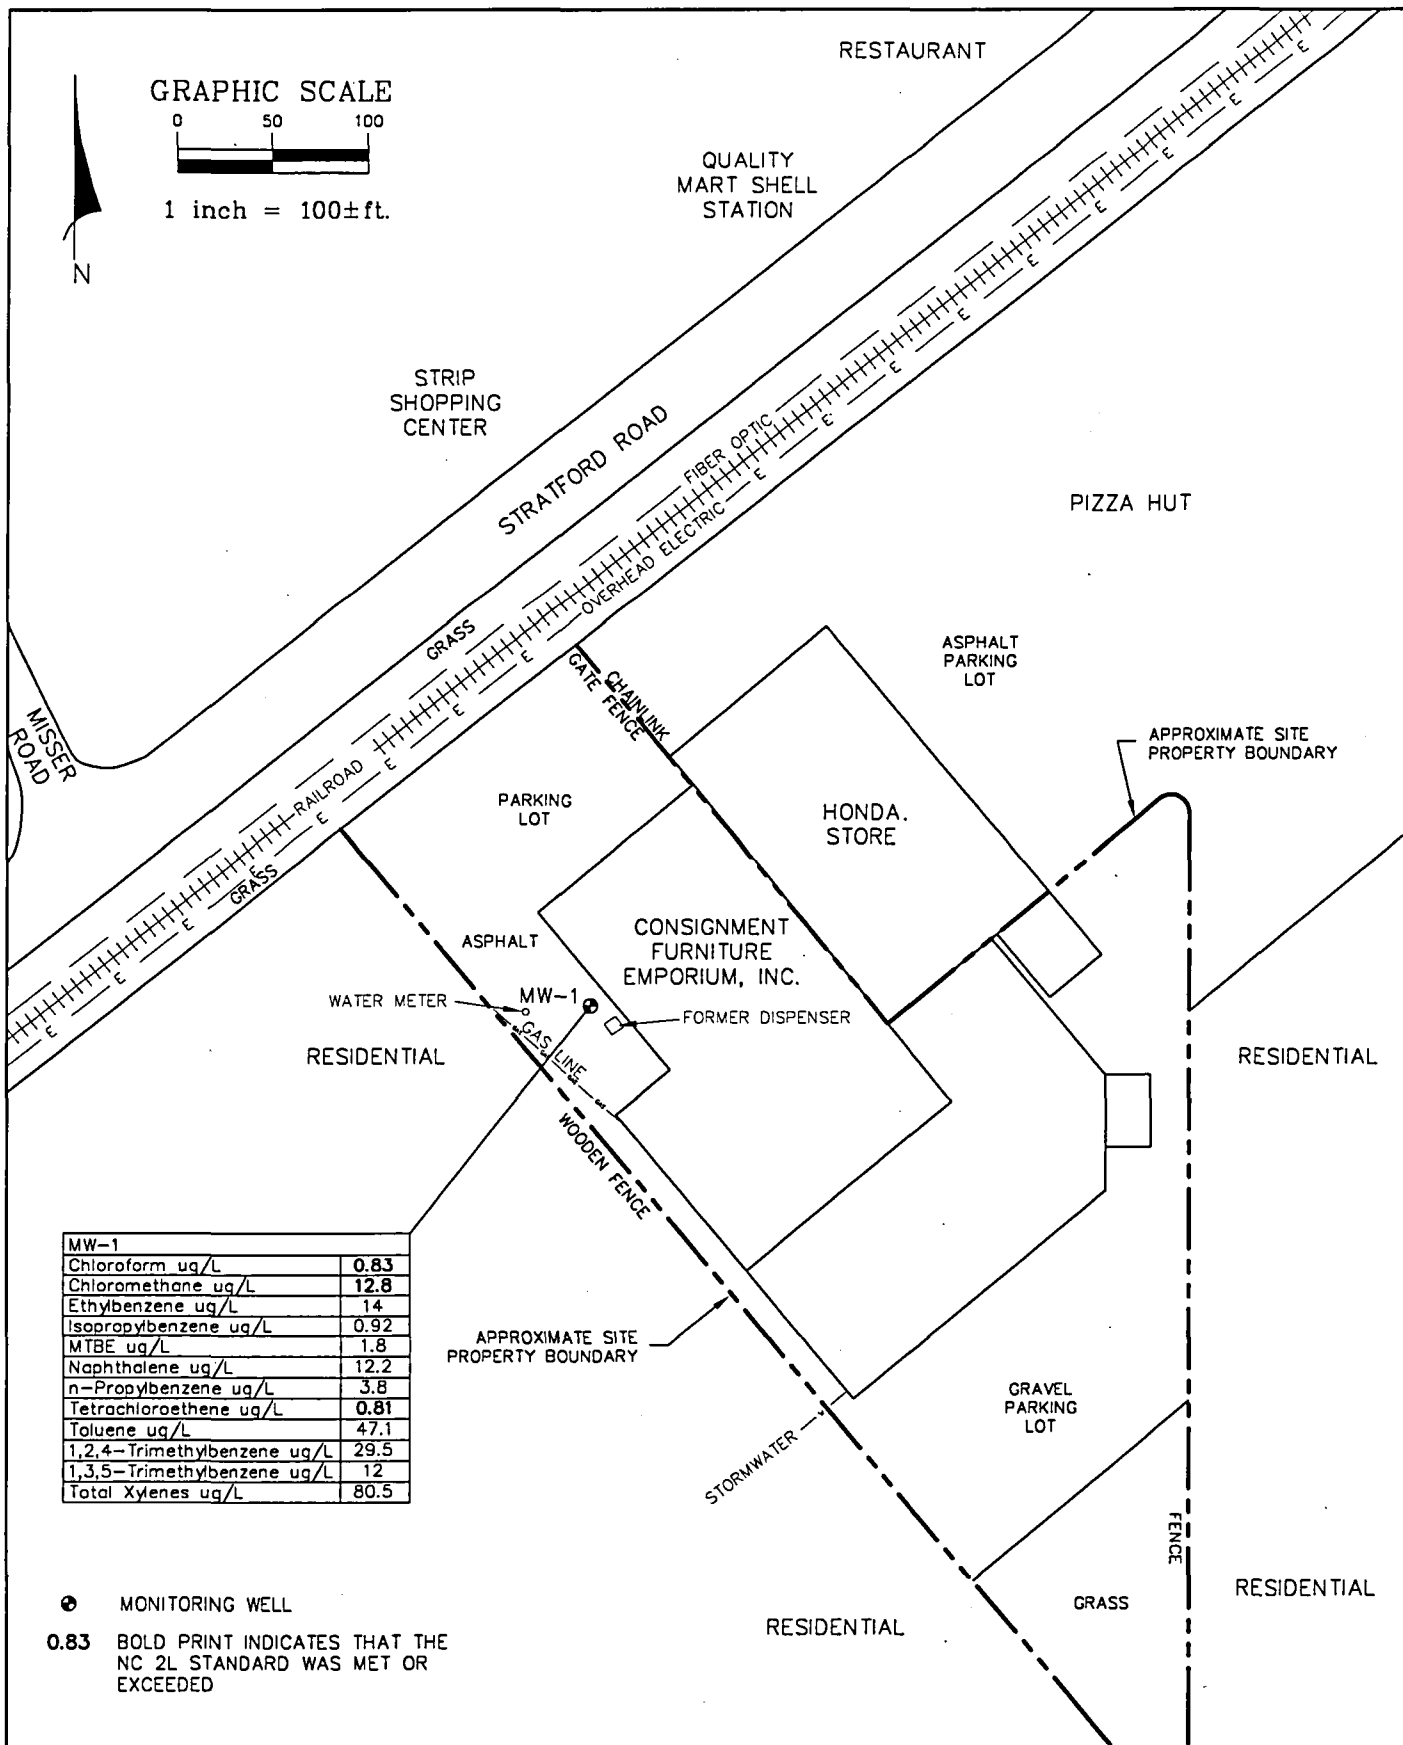 RESTAURANT
GRAPHIC SCALE
0 50 100
1 inch = 100±ft.
N
QUALITY
MART SHELL
STATION
STRIP
SHOPPING
CENTER
STRATFORD ROAD
FIBER OPTIC
OVERHEAD ELECTRIC
E E E E E E E E E E E E E E E E E
PIZZA HUT
GRASS
RAILROAD
GRASS
MISSER
ROAD
CHAINLINK
GATE FENCE
ASPHALT
PARKING
LOT
APPROXIMATE SITE
PROPERTY BOUNDARY
PARKING
LOT
HONDA.
STORE
ASPHALT
CONSIGNMENT
FURNITURE
EMPORIUM, INC.
WATER METER
MW-1
FORMER DISPENSER
GAS LINE
RESIDENTIAL
RESIDENTIAL
WOODEN FENCE
MW-1
Chloroform ug/L 0.83
Chloromethane ug/L 12.8
Ethylbenzene ug/L 14
Isopropylbenzene ug/L 0.92
MTBE ug/L 1.8
Naphthalene ug/L 12.2
n-Propylbenzene ug/L 3.8
Tetrachloroethene ug/L 0.81
Toluene ug/L 47.1
1,2,4-Trimethylbenzene ug/L 29.5
1,3,5-Trimethylbenzene ug/L 12
Total Xylenes ug/L 80.5
APPROXIMATE SITE
PROPERTY BOUNDARY
GRAVEL
PARKING
LOT
STORMWATER
FENCE
GRASS
RESIDENTIAL
RESIDENTIAL
MONITORING WELL
0.83 BOLD PRINT INDICATES THAT THE
NC 2L STANDARD WAS MET OR
EXCEEDED